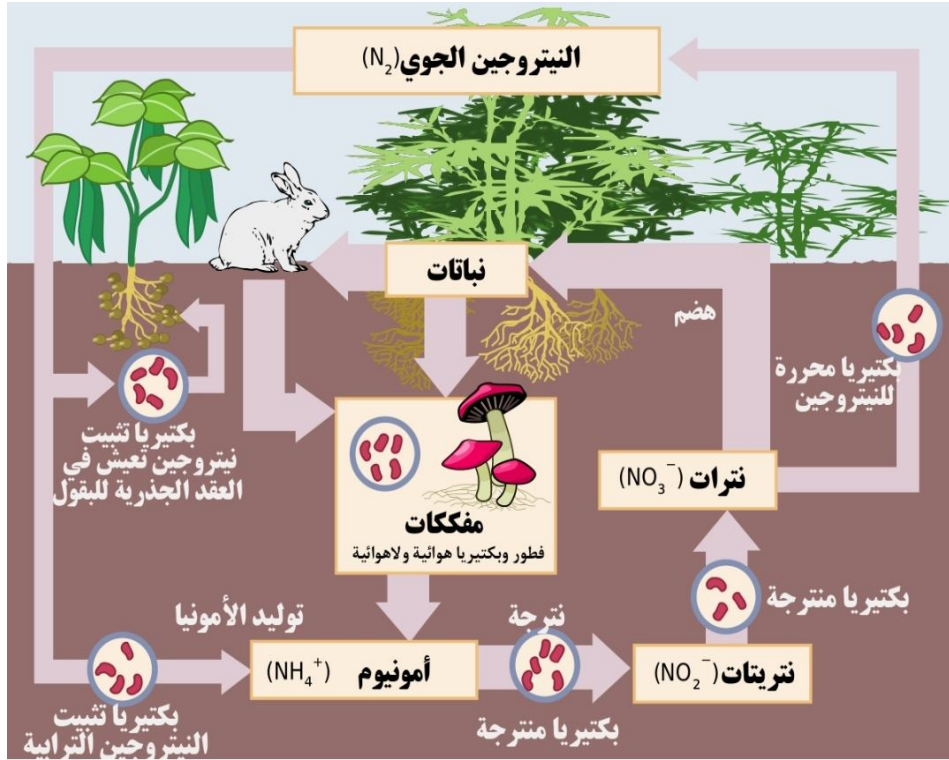 النيتروجين الجوي (N₂)
نباتات
هضم
بكتيريا محررة
للنيتروجين
بكتيريا تثبيت
نيتروجين تعيش في
العقد الجذرية للبقول
مفككات
فطور وبكتيريا هوائية ولاهوائية
نترات (NO₃⁻)
بكتيريا منترجة
توليد الأمونيا
نترجة
أمونيوم (NH₄⁺)
نتريتات (NO₂⁻)
بكتيريا تثبيت
النيتروجين الترابية
بكتيريا منترجة